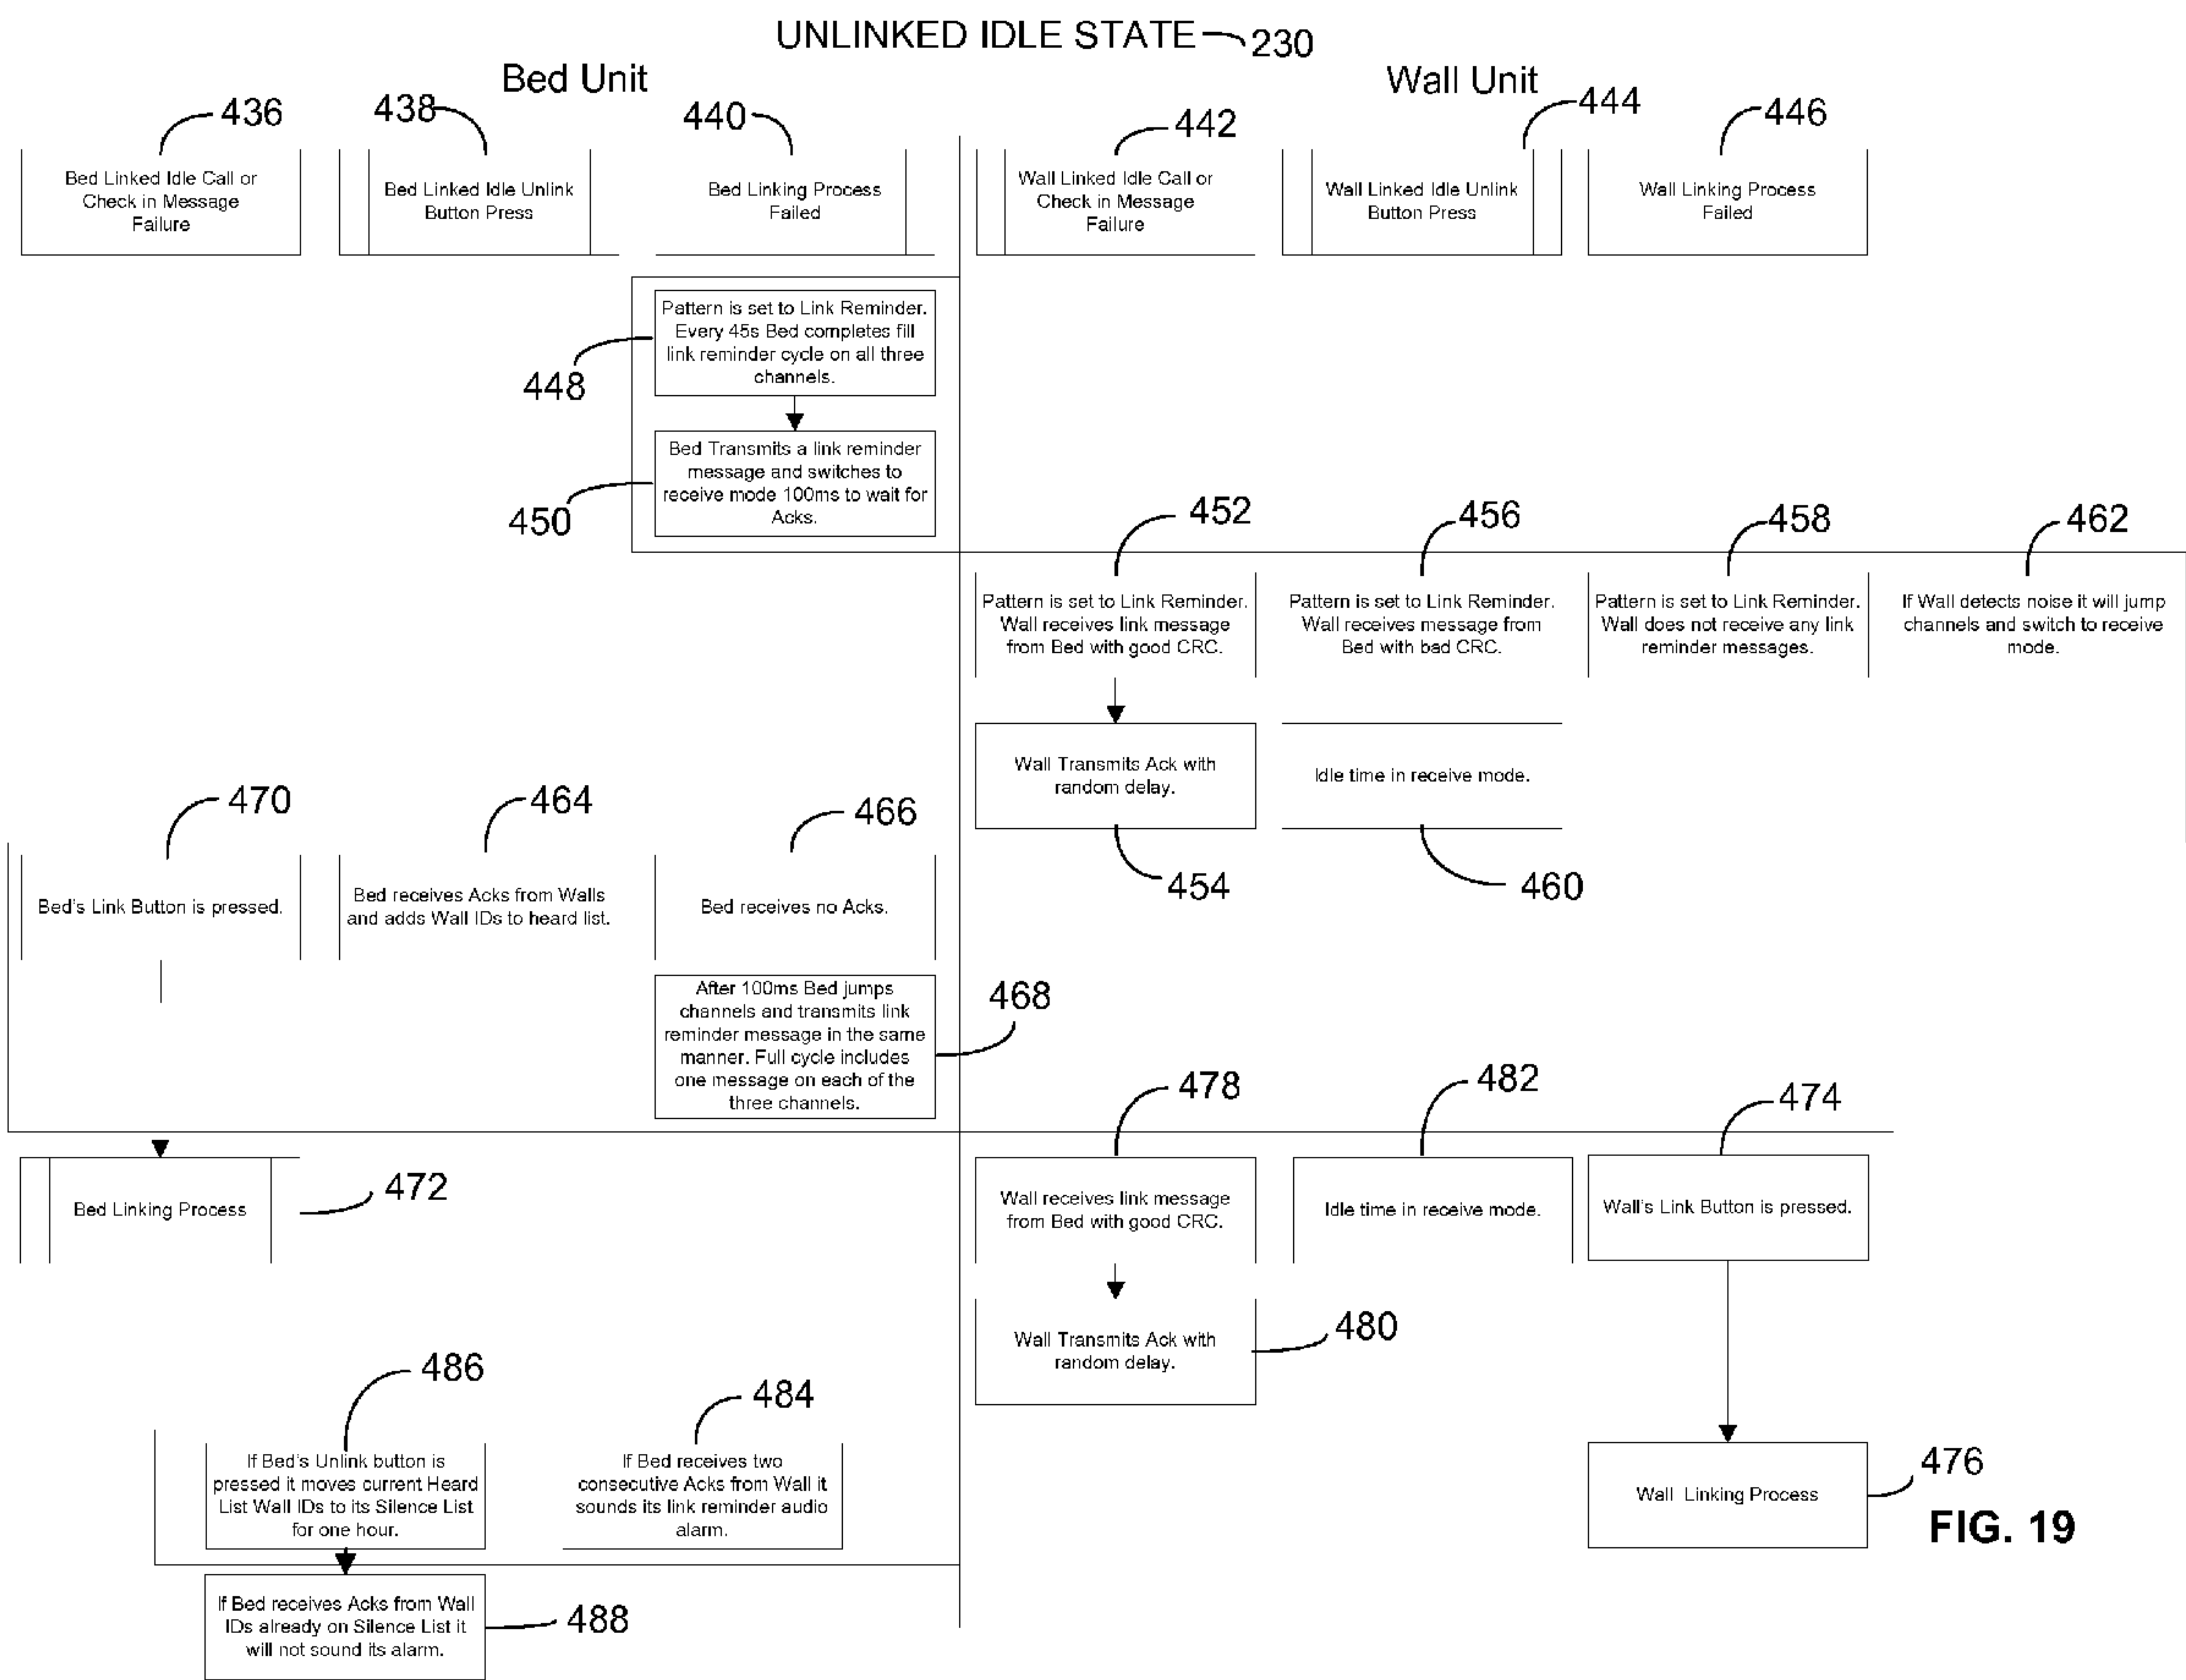 UNLINKED IDLE STATE 230
Bed Unit
Wall Unit
436
438
440
442
444
446
Bed Linked Idle Call or
Check in Message
Failure
Bed Linked Idle Unlink
Button Press
Bed Linking Process
Failed
Wall Linked Idle Call or
Check in Message
Failure
Wall Linked Idle Unlink
Button Press
Wall Linking Process
Failed
Pattern is set to Link Reminder.
Every 45s Bed completes fill
link reminder cycle on all three
channels.
448
Bed Transmits a link reminder
message and switches to
receive mode 100ms to wait for
Acks.
450
452
456
458
462
Pattern is set to Link Reminder.
Wall receives link message
from Bed with good CRC.
Pattern is set to Link Reminder.
Wall receives message from
Bed with bad CRC.
Pattern is set to Link Reminder.
Wall does not receive any link
reminder messages.
If Wall detects noise it will jump
channels and switch to receive
mode.
Wall Transmits Ack with
random delay.
Idle time in receive mode.
454
460
470
464
466
Bed's Link Button is pressed.
Bed receives Acks from Walls
and adds Wall IDs to heard list.
Bed receives no Acks.
After 100ms Bed jumps
channels and transmits link
reminder message in the same
manner. Full cycle includes
one message on each of the
three channels.
468
478
482
474
Bed Linking Process
472
Wall receives link message
from Bed with good CRC.
Idle time in receive mode.
Wall's Link Button is pressed.
Wall Transmits Ack with
random delay.
480
486
484
If Bed's Unlink button is
pressed it moves current Heard
List Wall IDs to its Silence List
for one hour.
If Bed receives two
consecutive Acks from Wall it
sounds its link reminder audio
alarm.
Wall Linking Process
476
If Bed receives Acks from Wall
IDs already on Silence List it
will not sound its alarm.
488
FIG. 19